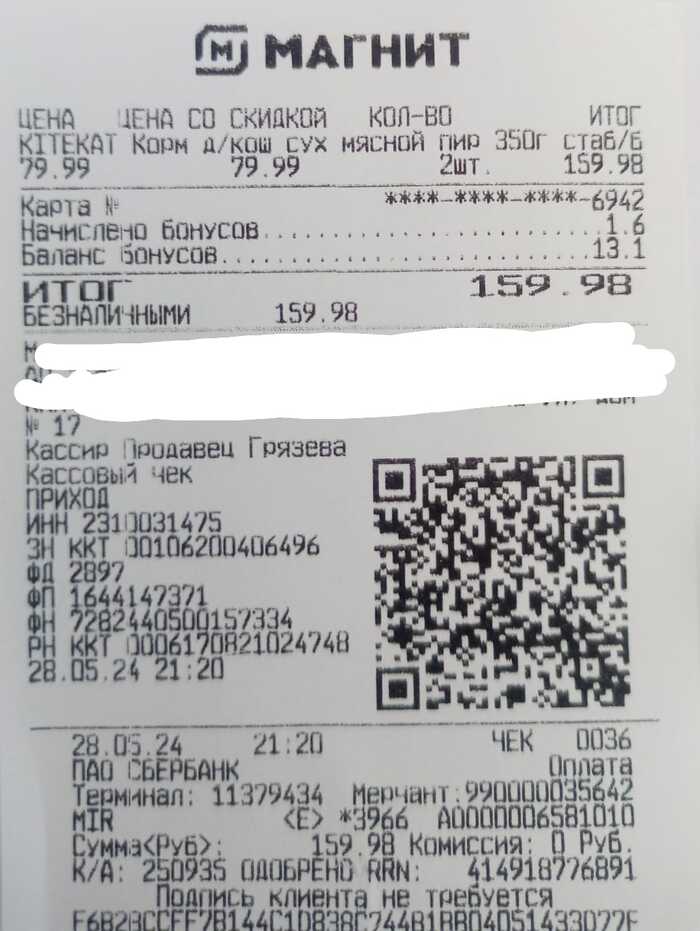 МАГНИТ
ЦЕНА ЦЕНА СО СКИДКОЙ КОЛ-ВО ИТОГ
KITEKAT Корм д/кош сух мясной пир 350г стаб/б
79.99 79.99 2шт. 159.98
Карта № ****-****-****-6942
Начислено бонусов 1.6
Баланс бонусов 13.1
ИТОГ 159.98
БЕЗНАЛИЧНЫМИ 159.98
№ 17
Кассир Продавец Грязева
Кассовый чек
ПРИХОД
ИНН 2310031475
ЗН ККТ 00106200406496
ФД 2897
ФП 1644147371
ФН 7282440500157334
РН ККТ 0006170821024748
28.05.24 21:20
28.05.24 21:20 ЧЕК 0036
ПАО СБЕРБАНК Оплата
Терминал: 11379434 Мерчант:990000035642
MIR <E> *3966 A0000006581010
Сумма<Руб>: 159.98 Комиссия: 0 Руб.
К/А: 250935 ОДОБРЕНО RRN: 414918776891
Подпись клиента не требуется